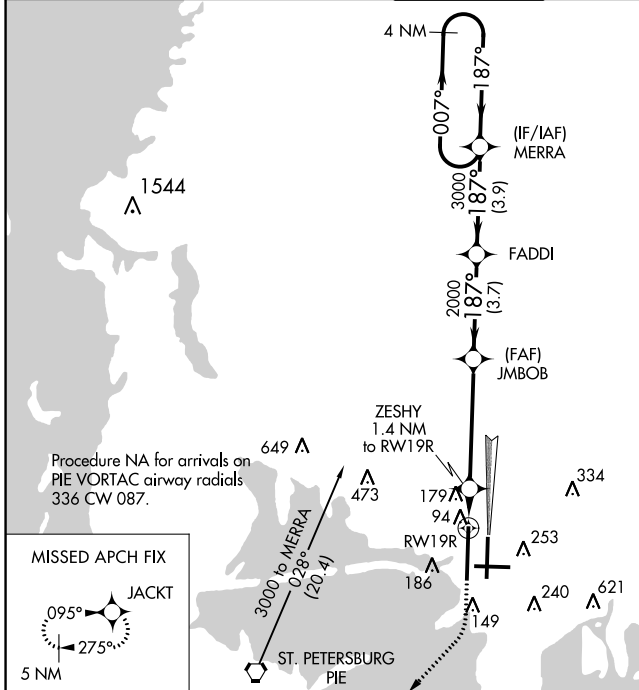 4 NM
187°
007°
(IF/IAF)
MERRA
3000
187°
(3.9)
1544
FADDI
2000
187°
(3.7)
(FAF)
JMBOB
ZESHY
1.4 NM
to RW19R
649
Procedure NA for arrivals on
PIE VORTAC airway radials
336 CW 087.
473
179
334
94
RW19R
253
3000 to MERRA
028°
(20.4)
186
149
240
621
MISSED APCH FIX
JACKT
095°
275°
5 NM
ST. PETERSBURG
PIE